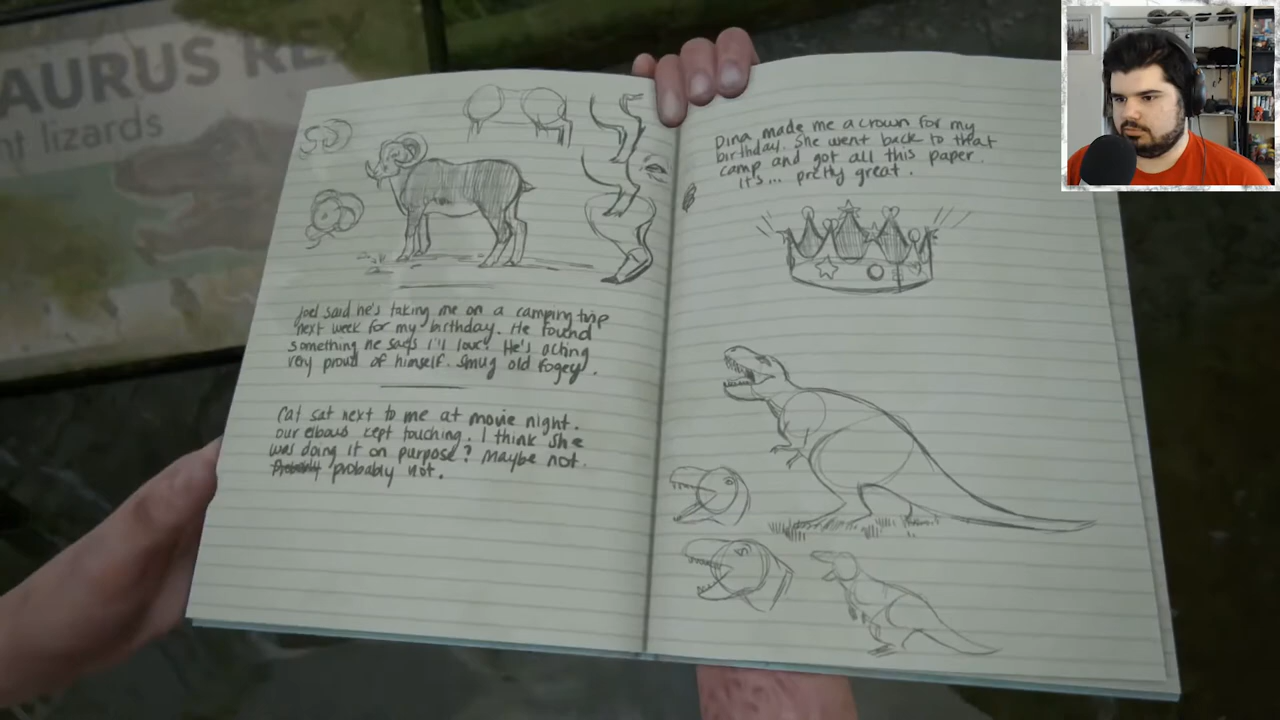 AURUS RE
nt lizards
Joel said he's taking me on a camping trip
next week for my birthday. He found
something he says I'll love. He's acting
very proud of himself. Smug old fogey.
Cat sat next to me at movie night.
our elbows kept touching. I think she
was doing it on purpose? Maybe not.
Probably probably not.
Dina made me a crown for my
birthday. She went back to that
camp and got all this paper.
It's... pretty great.